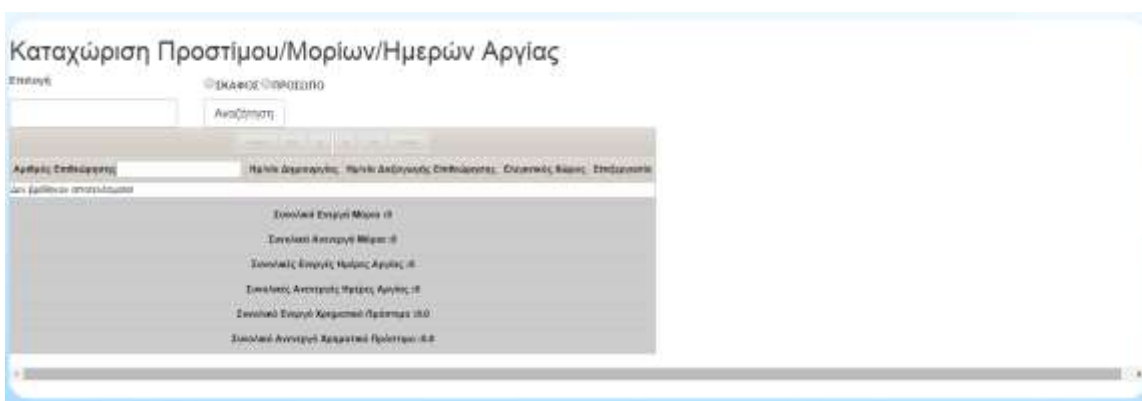 Καταχώριση Προστίμου/Μορίων/Ημερών Αργίας
Επιλογή
ΣΚΑΦΟΣ ΠΡΟΣΩΠΟ
Αναζήτηση
Αριθμός Επιθεώρησης Ημ/νία Δημιουργίας Ημ/νία Διεξαγωγής Επιθεώρησης Ελεγκτικός Φορέας Επεξεργασία
Δεν βρέθηκαν αποτελέσματα
Συνολικά Ενεργά Μόρια :0
Συνολικά Ανενεργά Μόρια :0
Συνολικές Ενεργές Ημέρες Αργίας :0
Συνολικές Ανενεργές Ημέρες Αργίας :0
Συνολικό Ενεργό Χρηματικό Πρόστιμο :0.0
Συνολικό Ανενεργό Χρηματικό Πρόστιμο :0.0